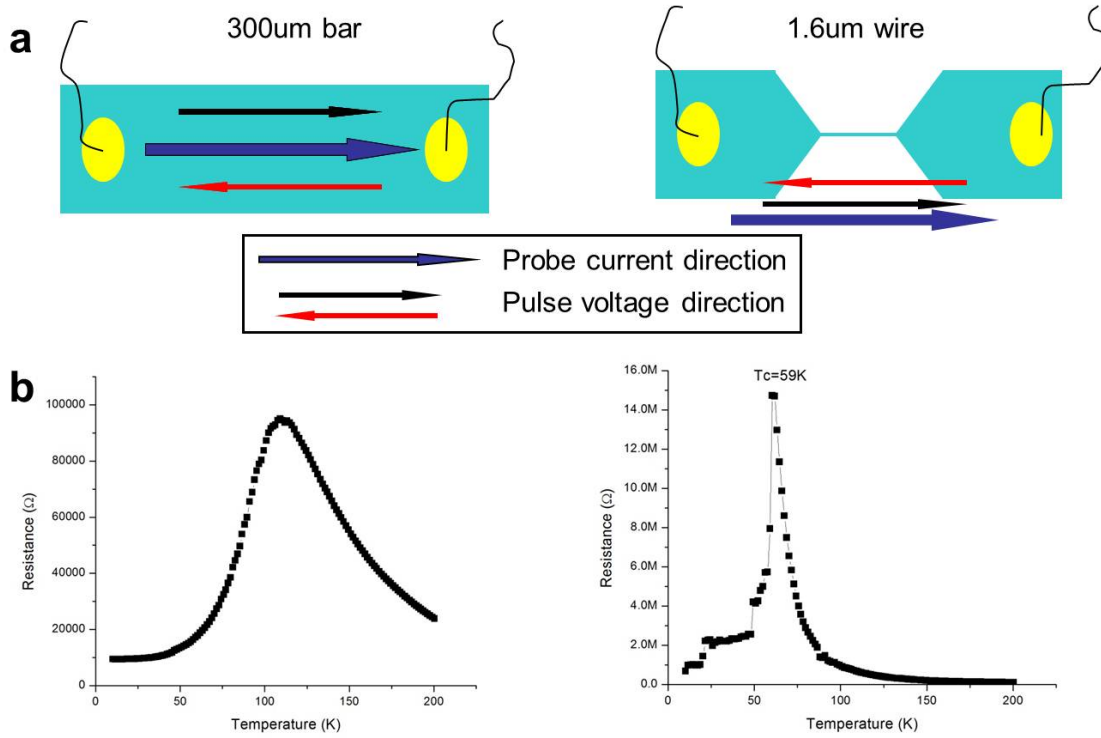 a
300um bar
1.6um wire
Probe current direction
Pulse voltage direction
b
100000
80000
60000
40000
20000
0
0
50
100
150
200
Resistance (Ω)
Temperature (K)
Tc=59K
16.0M
14.0M
12.0M
10.0M
8.0M
6.0M
4.0M
2.0M
0.0
0
50
100
150
200
Resistance (Ω)
Temperature (K)